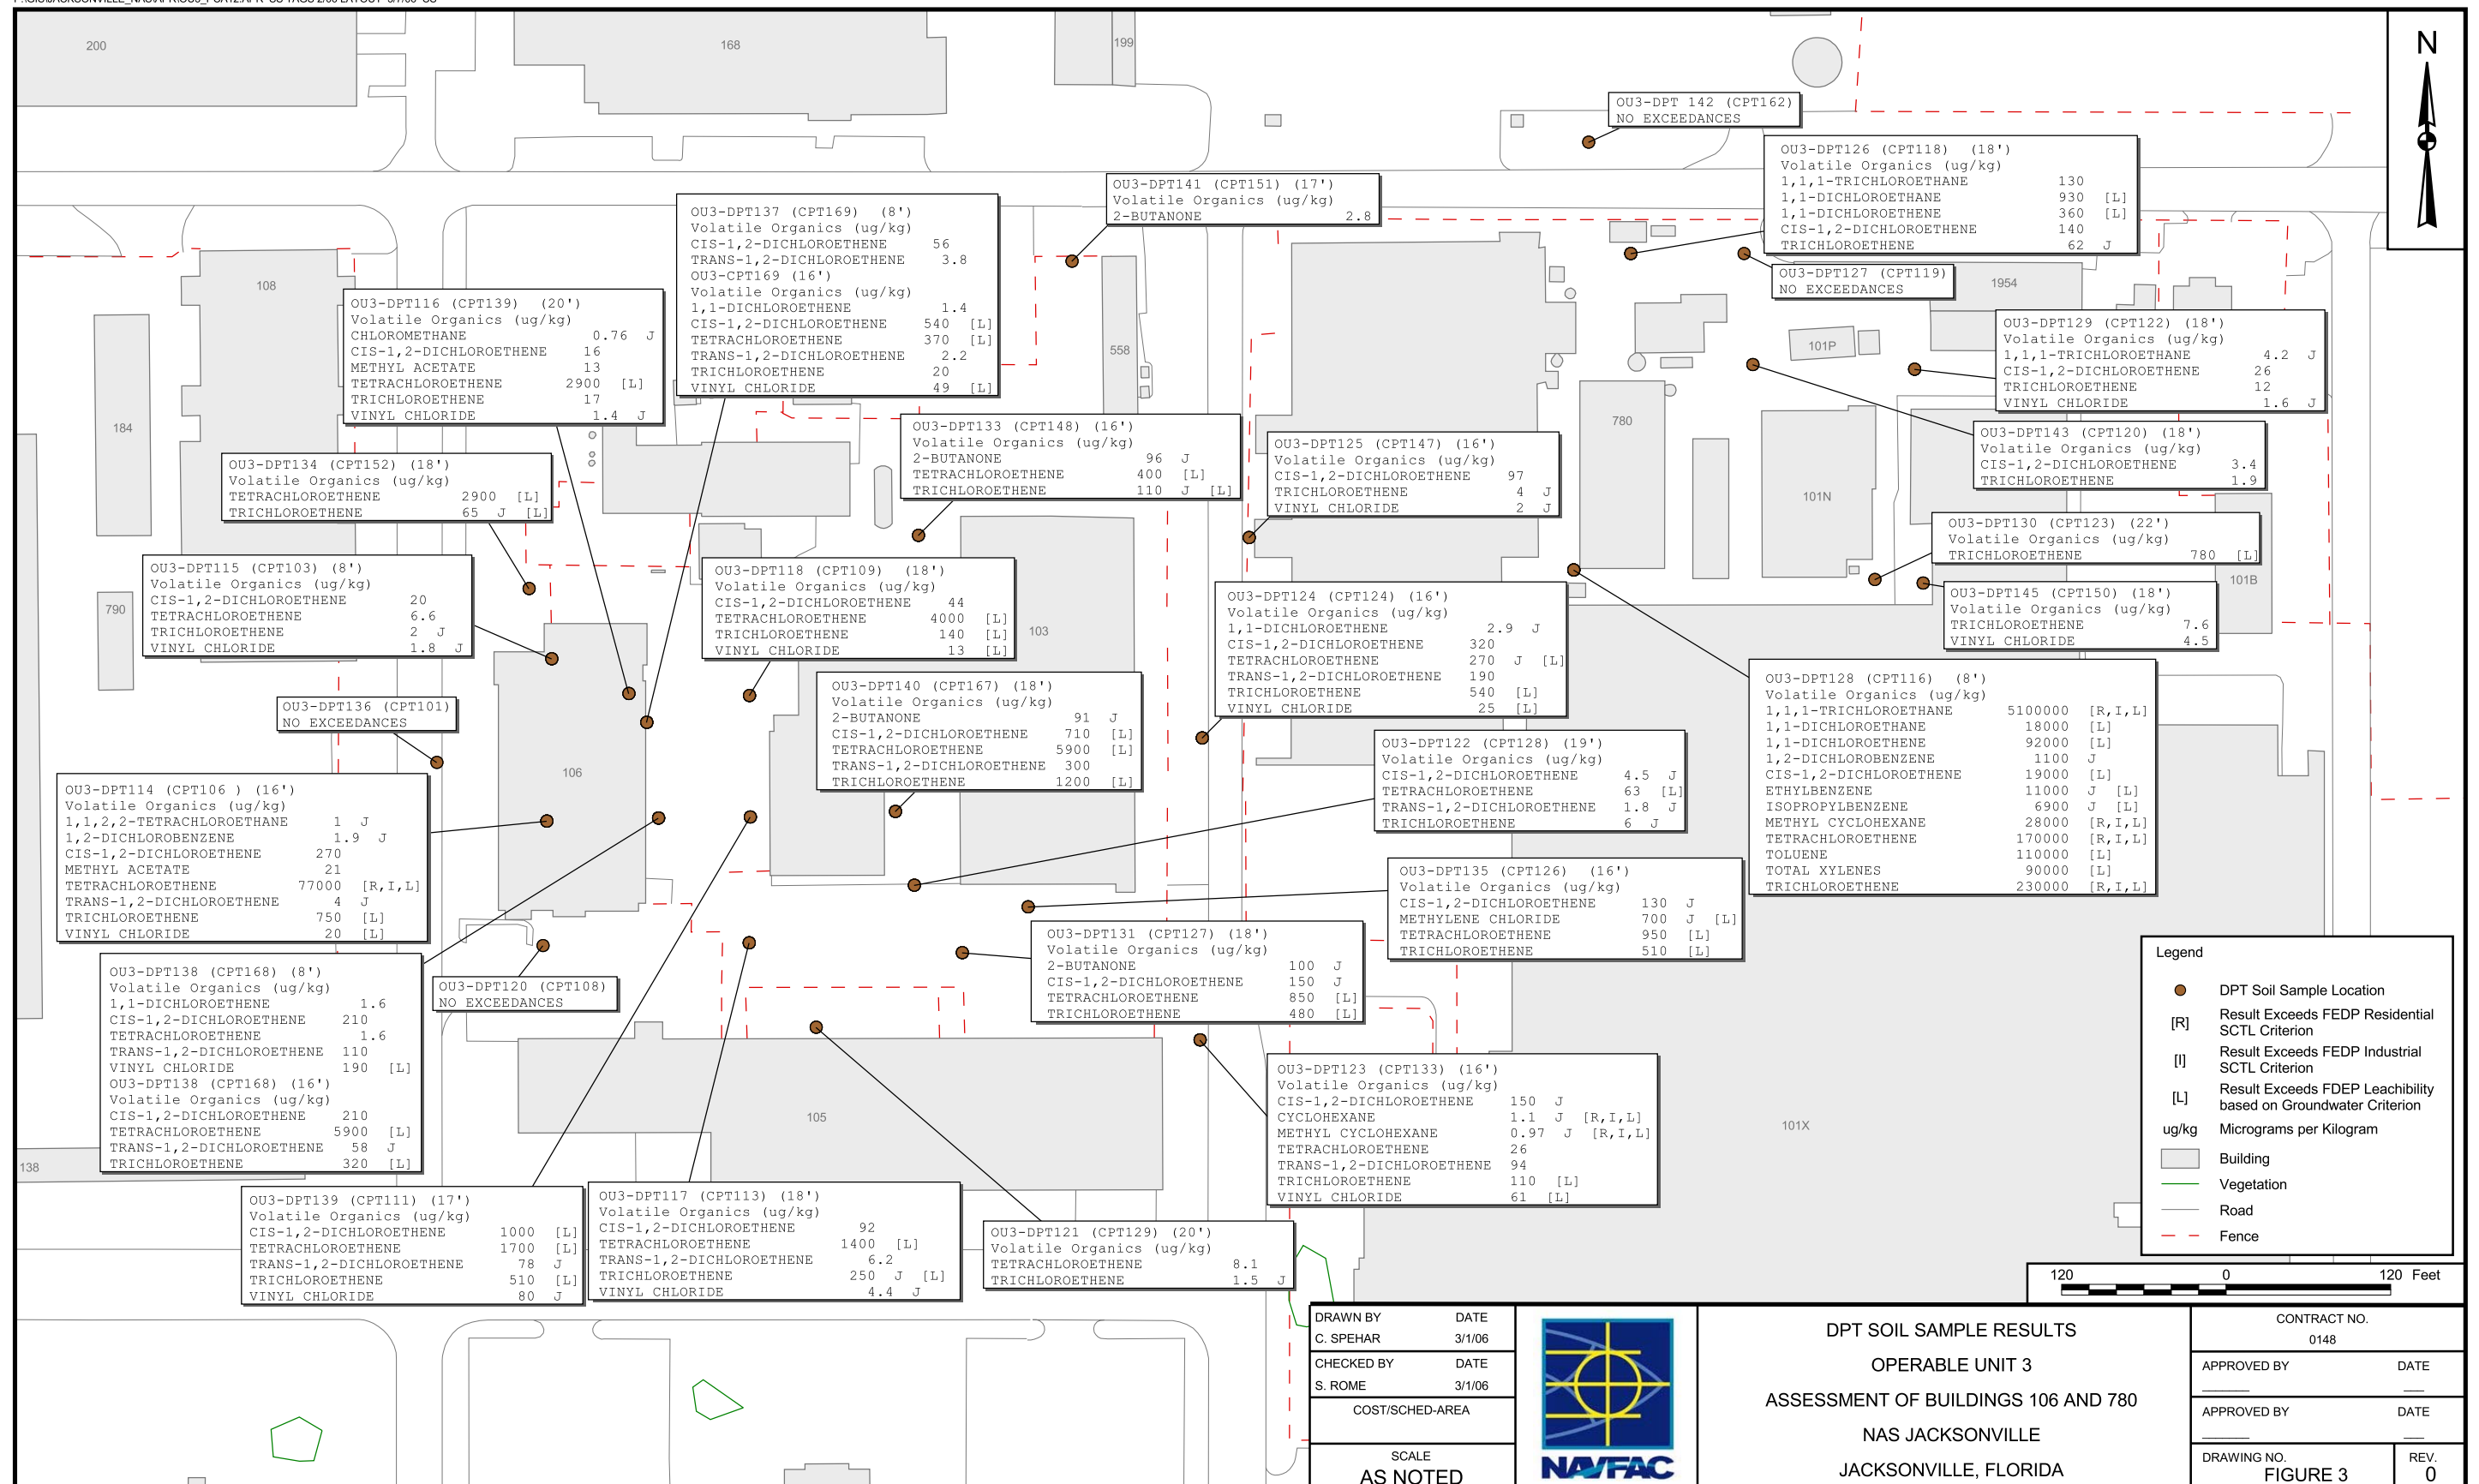 200
168
199
N
OU3-DPT 142 (CPT162)
NO EXCEEDANCES
OU3-DPT126 (CPT118) (18')
Volatile Organics (ug/kg)
1,1,1-TRICHLOROETHANE 130
1,1-DICHLOROETHANE 930 [L]
1,1-DICHLOROETHENE 360 [L]
CIS-1,2-DICHLOROETHENE 140
TRICHLOROETHENE 62 J
OU3-DPT141 (CPT151) (17')
Volatile Organics (ug/kg)
2-BUTANONE 2.8
OU3-DPT137 (CPT169) (8')
Volatile Organics (ug/kg)
CIS-1,2-DICHLOROETHENE 56
TRANS-1,2-DICHLOROETHENE 3.8
OU3-CPT169 (16')
Volatile Organics (ug/kg)
1,1-DICHLOROETHENE 1.4
CIS-1,2-DICHLOROETHENE 540 [L]
TETRACHLOROETHENE 370 [L]
TRANS-1,2-DICHLOROETHENE 2.2
TRICHLOROETHENE 20
VINYL CHLORIDE 49 [L]
OU3-DPT127 (CPT119)
NO EXCEEDANCES
108
1954
OU3-DPT116 (CPT139) (20')
Volatile Organics (ug/kg)
CHLOROMETHANE 0.76 J
CIS-1,2-DICHLOROETHENE 16
METHYL ACETATE 13
TETRACHLOROETHENE 2900 [L]
TRICHLOROETHENE 17
VINYL CHLORIDE 1.4 J
OU3-DPT129 (CPT122) (18')
Volatile Organics (ug/kg)
1,1,1-TRICHLOROETHANE 4.2 J
CIS-1,2-DICHLOROETHENE 26
TRICHLOROETHENE 12
VINYL CHLORIDE 1.6 J
558
101P
184
780
OU3-DPT133 (CPT148) (16')
Volatile Organics (ug/kg)
2-BUTANONE 96 J
TETRACHLOROETHENE 400 [L]
TRICHLOROETHENE 110 J [L]
OU3-DPT143 (CPT120) (18')
Volatile Organics (ug/kg)
CIS-1,2-DICHLOROETHENE 3.4
TRICHLOROETHENE 1.9
OU3-DPT125 (CPT147) (16')
Volatile Organics (ug/kg)
CIS-1,2-DICHLOROETHENE 97
TRICHLOROETHENE 4 J
VINYL CHLORIDE 2 J
OU3-DPT134 (CPT152) (18')
Volatile Organics (ug/kg)
TETRACHLOROETHENE 2900 [L]
TRICHLOROETHENE 65 J [L]
101N
OU3-DPT130 (CPT123) (22')
Volatile Organics (ug/kg)
TRICHLOROETHENE 780 [L]
OU3-DPT115 (CPT103) (8')
Volatile Organics (ug/kg)
CIS-1,2-DICHLOROETHENE 20
TETRACHLOROETHENE 6.6
TRICHLOROETHENE 2 J
VINYL CHLORIDE 1.8 J
OU3-DPT118 (CPT109) (18')
Volatile Organics (ug/kg)
CIS-1,2-DICHLOROETHENE 44
TETRACHLOROETHENE 4000 [L]
TRICHLOROETHENE 140 [L]
VINYL CHLORIDE 13 [L]
790
103
101B
OU3-DPT124 (CPT124) (16')
Volatile Organics (ug/kg)
1,1-DICHLOROETHENE 2.9 J
CIS-1,2-DICHLOROETHENE 320
TETRACHLOROETHENE 270 J [L]
TRANS-1,2-DICHLOROETHENE 190
TRICHLOROETHENE 540 [L]
VINYL CHLORIDE 25 [L]
OU3-DPT145 (CPT150) (18')
Volatile Organics (ug/kg)
TRICHLOROETHENE 7.6
VINYL CHLORIDE 4.5
OU3-DPT128 (CPT116) (8')
Volatile Organics (ug/kg)
1,1,1-TRICHLOROETHANE 5100000 [R,I,L]
1,1-DICHLOROETHANE 18000 [L]
1,1-DICHLOROETHENE 92000 [L]
1,2-DICHLOROBENZENE 1100 J
CIS-1,2-DICHLOROETHENE 19000 [L]
ETHYLBENZENE 11000 J [L]
ISOPROPYLBENZENE 6900 J [L]
METHYL CYCLOHEXANE 28000 [R,I,L]
TETRACHLOROETHENE 170000 [R,I,L]
TOLUENE 110000 [L]
TOTAL XYLENES 90000 [L]
TRICHLOROETHENE 230000 [R,I,L]
OU3-DPT140 (CPT167) (18')
Volatile Organics (ug/kg)
2-BUTANONE 91 J
CIS-1,2-DICHLOROETHENE 710 [L]
TETRACHLOROETHENE 5900 [L]
TRANS-1,2-DICHLOROETHENE 300
TRICHLOROETHENE 1200 [L]
OU3-DPT136 (CPT101)
NO EXCEEDANCES
OU3-DPT122 (CPT128) (19')
Volatile Organics (ug/kg)
CIS-1,2-DICHLOROETHENE 4.5 J
TETRACHLOROETHENE 63 [L]
TRANS-1,2-DICHLOROETHENE 1.8 J
TRICHLOROETHENE 6 J
106
OU3-DPT114 (CPT106 ) (16')
Volatile Organics (ug/kg)
1,1,2,2-TETRACHLOROETHANE 1 J
1,2-DICHLOROBENZENE 1.9 J
CIS-1,2-DICHLOROETHENE 270
METHYL ACETATE 21
TETRACHLOROETHENE 77000 [R,I,L]
TRANS-1,2-DICHLOROETHENE 4 J
TRICHLOROETHENE 750 [L]
VINYL CHLORIDE 20 [L]
OU3-DPT135 (CPT126) (16')
Volatile Organics (ug/kg)
CIS-1,2-DICHLOROETHENE 130 J
METHYLENE CHLORIDE 700 J [L]
TETRACHLOROETHENE 950 [L]
TRICHLOROETHENE 510 [L]
OU3-DPT131 (CPT127) (18')
Volatile Organics (ug/kg)
2-BUTANONE 100 J
CIS-1,2-DICHLOROETHENE 150 J
TETRACHLOROETHENE 850 [L]
TRICHLOROETHENE 480 [L]
OU3-DPT138 (CPT168) (8')
Volatile Organics (ug/kg)
1,1-DICHLOROETHENE 1.6
CIS-1,2-DICHLOROETHENE 210
TETRACHLOROETHENE 1.6
TRANS-1,2-DICHLOROETHENE 110
VINYL CHLORIDE 190 [L]
OU3-DPT138 (CPT168) (16')
Volatile Organics (ug/kg)
CIS-1,2-DICHLOROETHENE 210
TETRACHLOROETHENE 5900 [L]
TRANS-1,2-DICHLOROETHENE 58 J
TRICHLOROETHENE 320 [L]
OU3-DPT120 (CPT108)
NO EXCEEDANCES
Legend
DPT Soil Sample Location
[R] Result Exceeds FEDP Residential
SCTL Criterion
[I] Result Exceeds FEDP Industrial
SCTL Criterion
[L] Result Exceeds FDEP Leachibility
based on Groundwater Criterion
ug/kg Micrograms per Kilogram
Building
Vegetation
Road
Fence
OU3-DPT123 (CPT133) (16')
Volatile Organics (ug/kg)
CIS-1,2-DICHLOROETHENE 150 J
CYCLOHEXANE 1.1 J [R,I,L]
METHYL CYCLOHEXANE 0.97 J [R,I,L]
TETRACHLOROETHENE 26
TRANS-1,2-DICHLOROETHENE 94
TRICHLOROETHENE 110 [L]
VINYL CHLORIDE 61 [L]
105
101X
138
OU3-DPT139 (CPT111) (17')
Volatile Organics (ug/kg)
CIS-1,2-DICHLOROETHENE 1000 [L]
TETRACHLOROETHENE 1700 [L]
TRANS-1,2-DICHLOROETHENE 78 J
TRICHLOROETHENE 510 [L]
VINYL CHLORIDE 80 J
OU3-DPT117 (CPT113) (18')
Volatile Organics (ug/kg)
CIS-1,2-DICHLOROETHENE 92
TETRACHLOROETHENE 1400 [L]
TRANS-1,2-DICHLOROETHENE 6.2
TRICHLOROETHENE 250 J [L]
VINYL CHLORIDE 4.4 J
OU3-DPT121 (CPT129) (20')
Volatile Organics (ug/kg)
TETRACHLOROETHENE 8.1
TRICHLOROETHENE 1.5 J
120 0 120 Feet
DRAWN BY DATE
C. SPEHAR 3/1/06
CHECKED BY DATE
S. ROME 3/1/06
COST/SCHED-AREA
SCALE
AS NOTED
NAVFAC
DPT SOIL SAMPLE RESULTS
OPERABLE UNIT 3
ASSESSMENT OF BUILDINGS 106 AND 780
NAS JACKSONVILLE
JACKSONVILLE, FLORIDA
CONTRACT NO.
0148
APPROVED BY DATE
APPROVED BY DATE
DRAWING NO. REV.
FIGURE 3 0